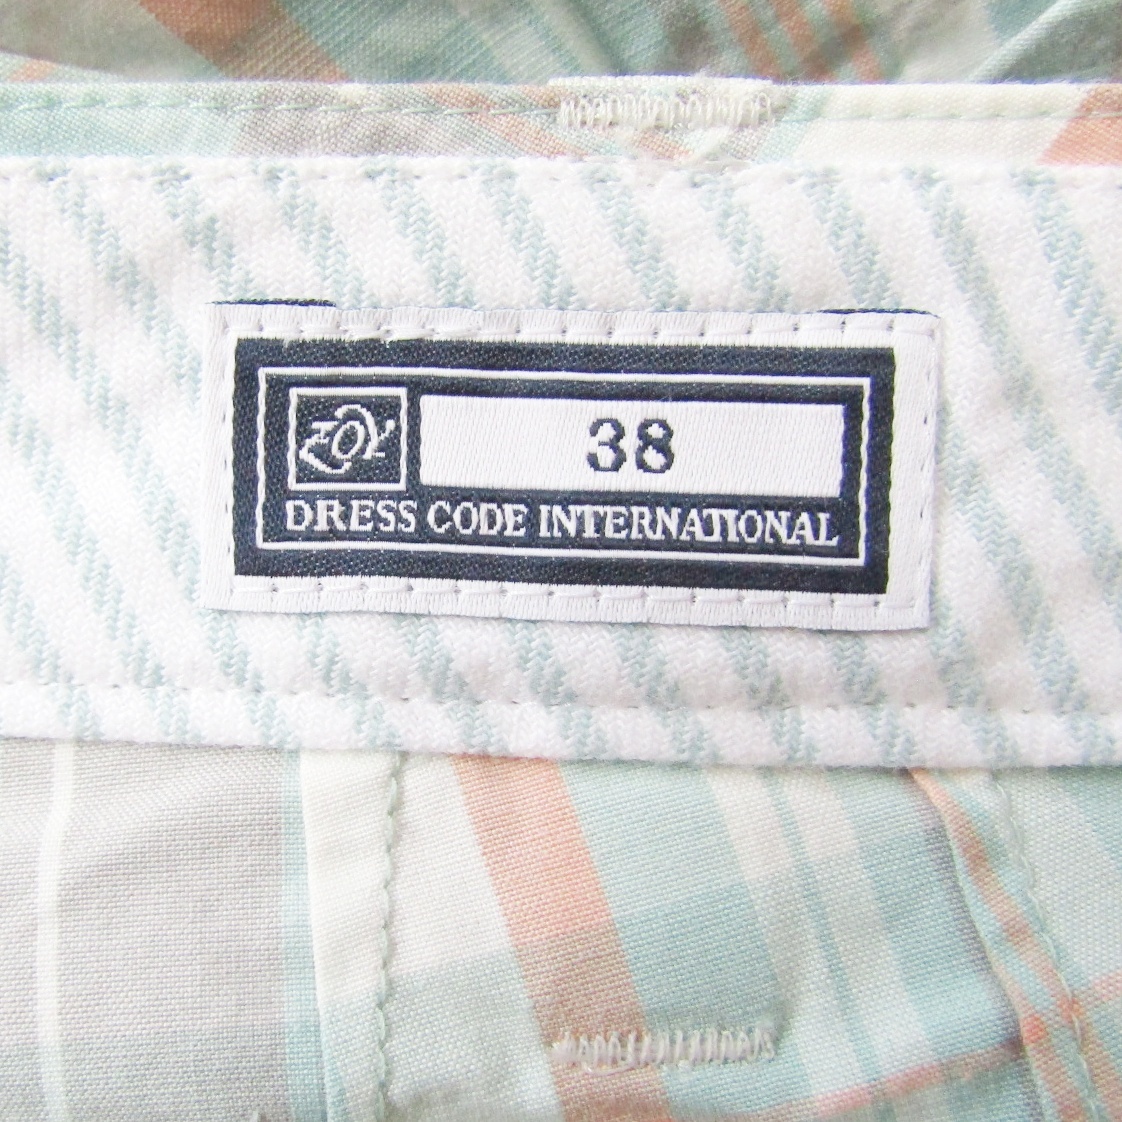 ZOY
38
DRESS CODE INTERNATIONAL